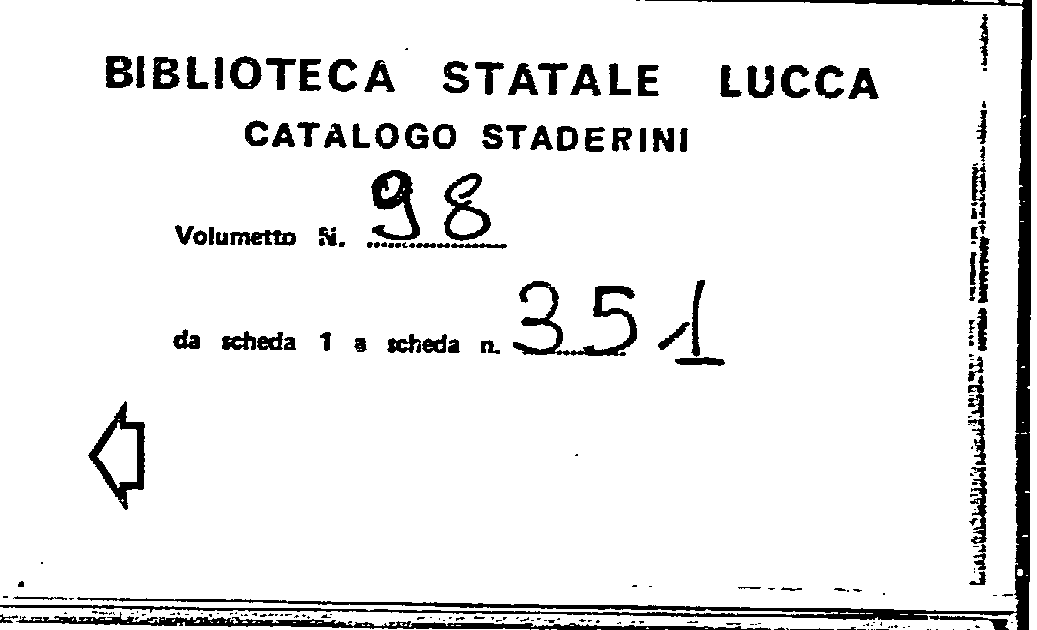 BIBLIOTECA STATALE LUCCA
CATALOGO STADERINI
Volumetto N. 98
da scheda 1 a scheda n. 351